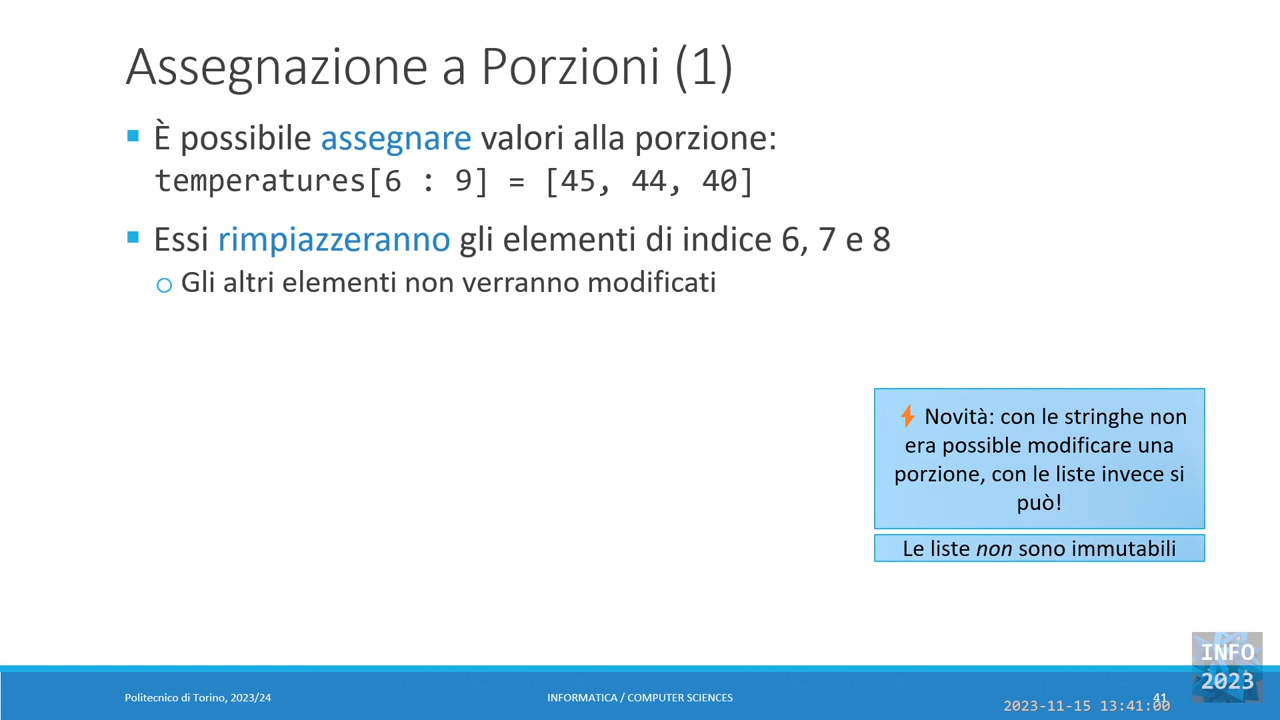 Assegnazione a Porzioni (1)
▪ È possibile assegnare valori alla porzione:
temperatures[6 : 9] = [45, 44, 40]
▪ Essi rimpiazzeranno gli elementi di indice 6, 7 e 8
o Gli altri elementi non verranno modificati
⚡ Novità: con le stringhe non
era possible modificare una
porzione, con le liste invece si
può!
Le liste non sono immutabili
Politecnico di Torino, 2023/24
INFORMATICA / COMPUTER SCIENCES
41
INFO
2023
2023-11-15 13:41:00